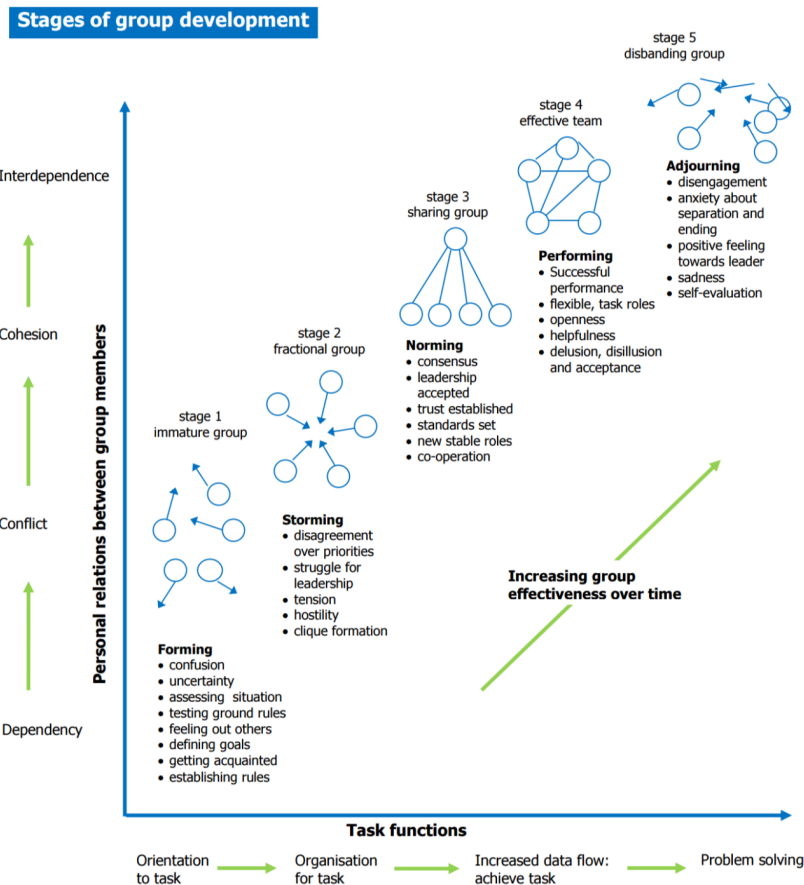 Stages of group development
stage 5
disbanding group
Adjourning
• disengagement
• anxiety about
separation and
ending
• positive feeling
towards leader
• sadness
• self-evaluation
stage 4
effective team
Performing
• Successful
performance
• flexible, task roles
• openness
• helpfulness
• delusion, disillusion
and acceptance
stage 3
sharing group
Norming
• consensus
• leadership
accepted
• trust established
• standards set
• new stable roles
• co-operation
stage 2
fractional group
Storming
• disagreement
over priorities
• struggle for
leadership
• tension
• hostility
• clique formation
stage 1
immature group
Forming
• confusion
• uncertainty
• assessing situation
• testing ground rules
• feeling out others
• defining goals
• getting acquainted
• establishing rules
Interdependence
Cohesion
Conflict
Dependency
Personal relations between group members
Increasing group
effectiveness over time
Task functions
Orientation
to task
Organisation
for task
Increased data flow:
achieve task
Problem solving